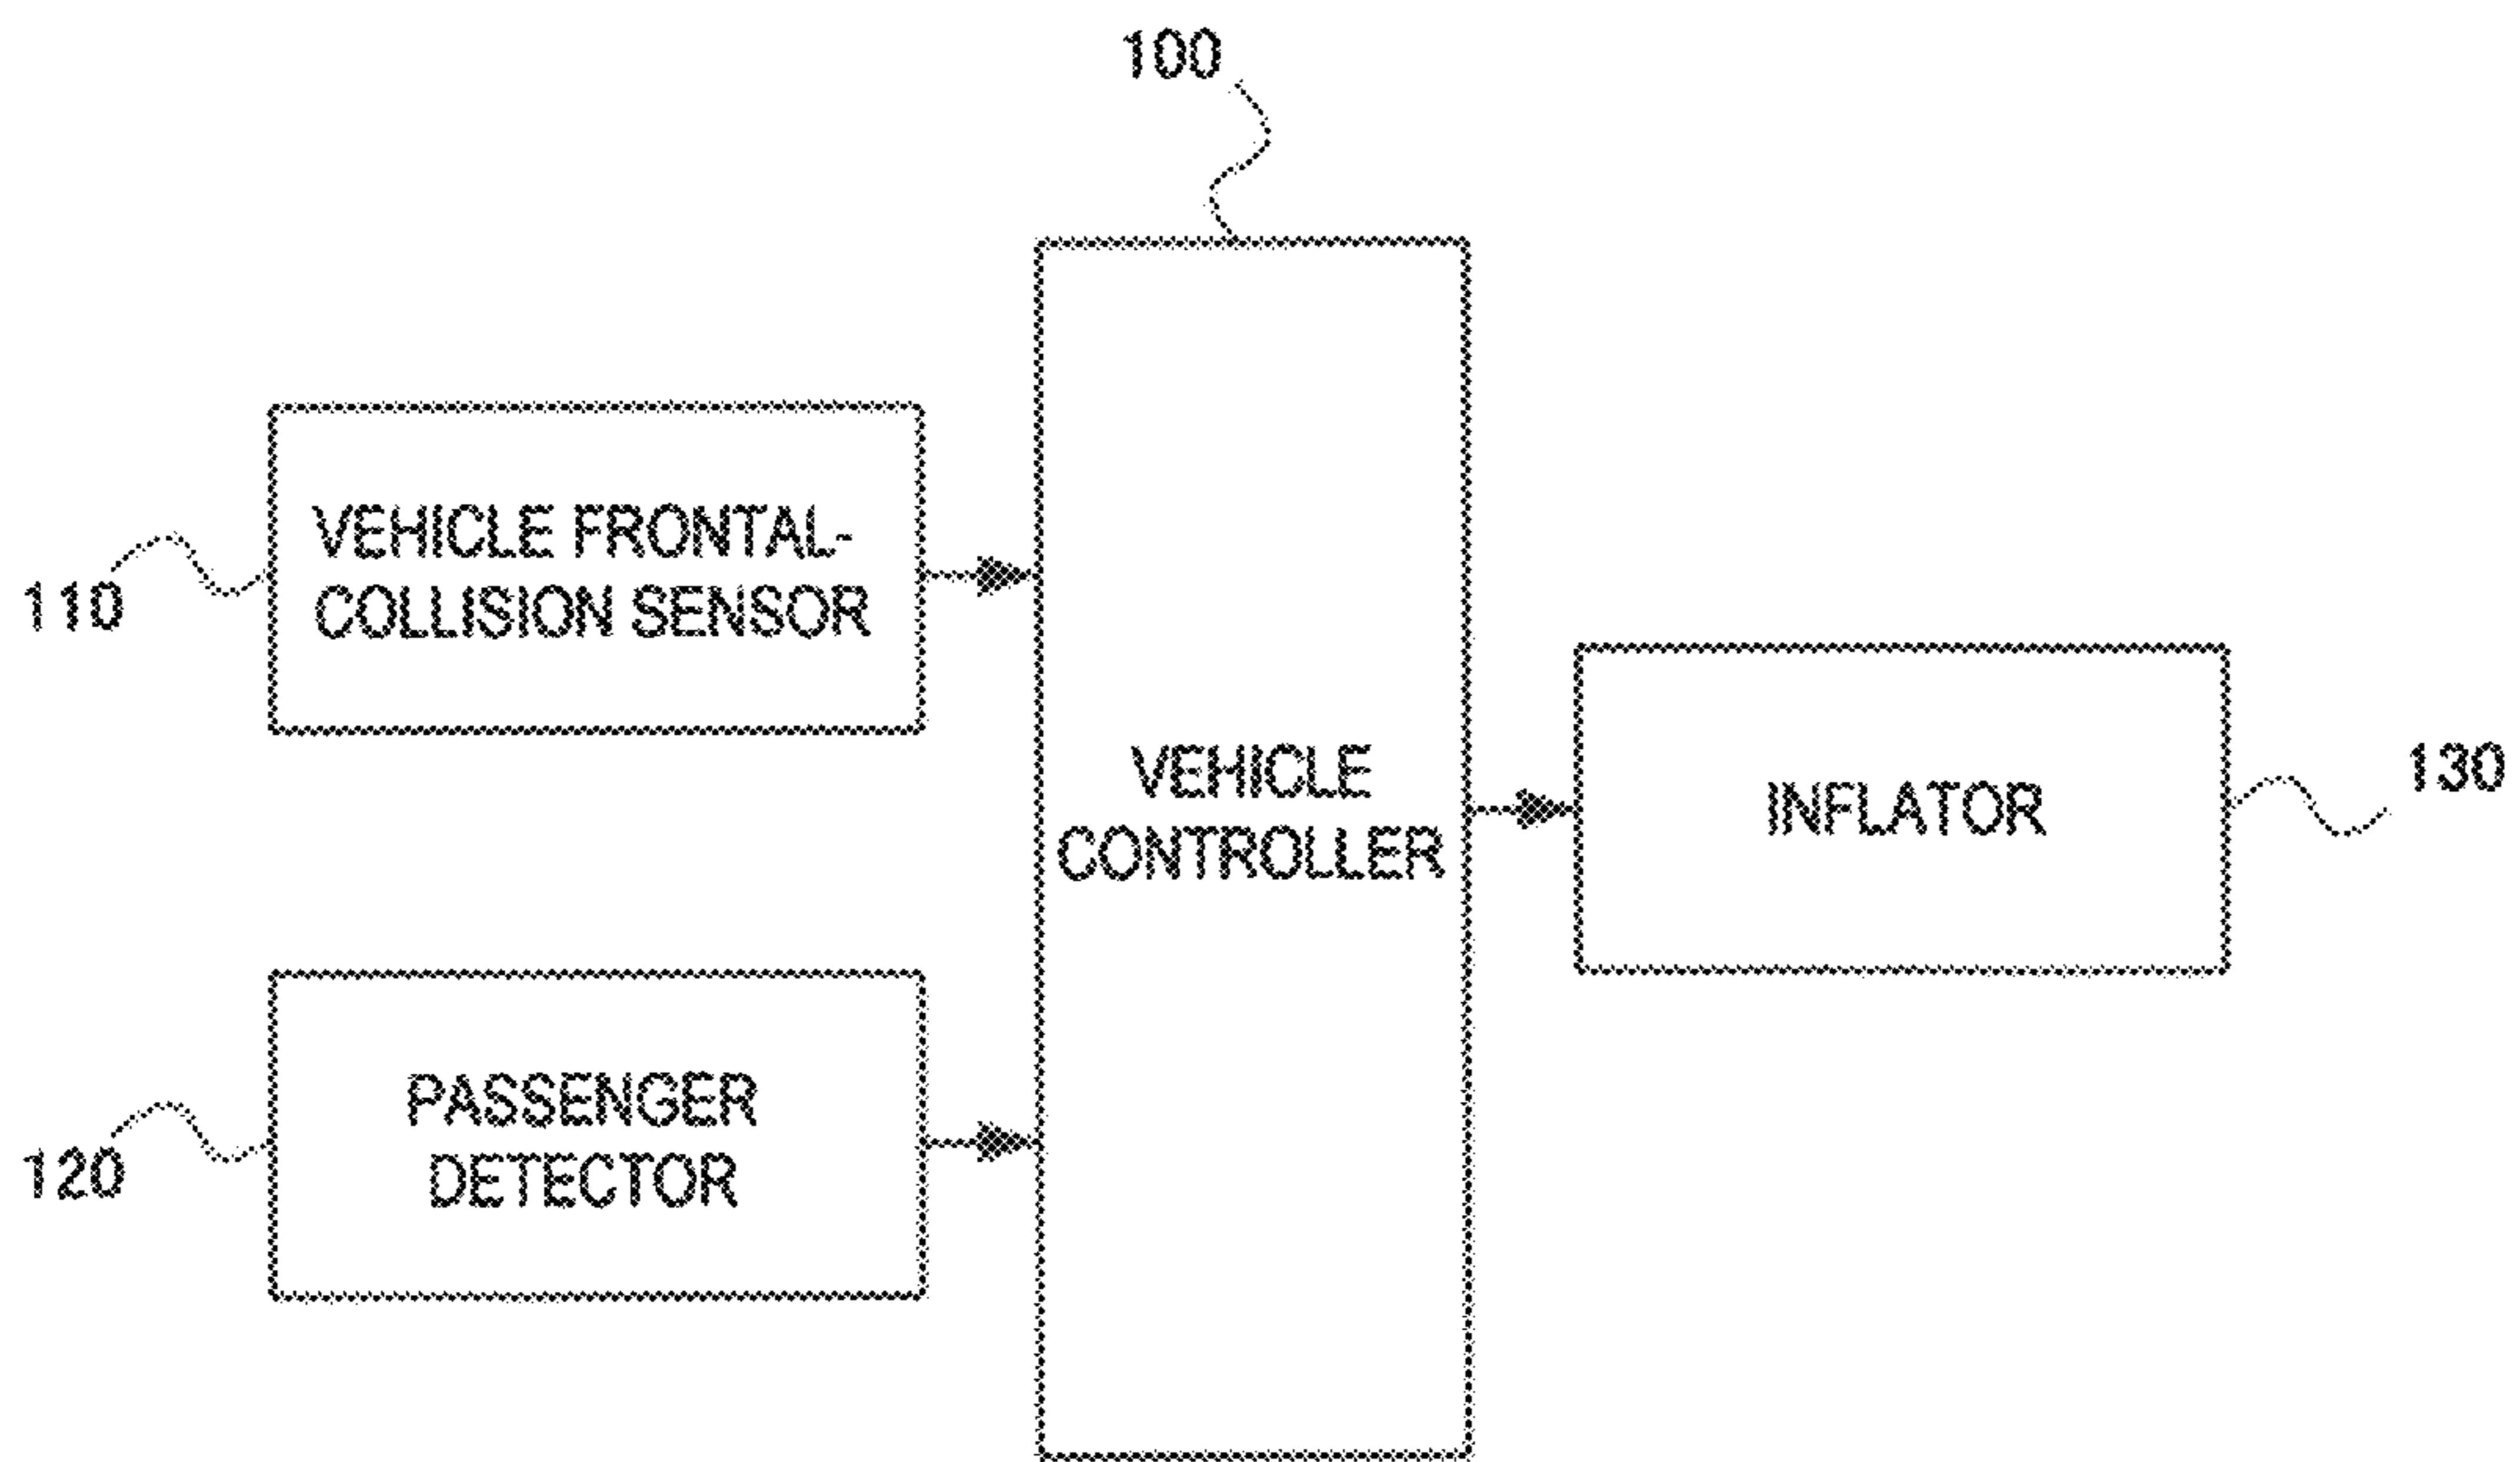 100
VEHICLE FRONTAL-
COLLISION SENSOR
110
VEHICLE
CONTROLLER
INFLATOR
130
PASSENGER
DETECTOR
120